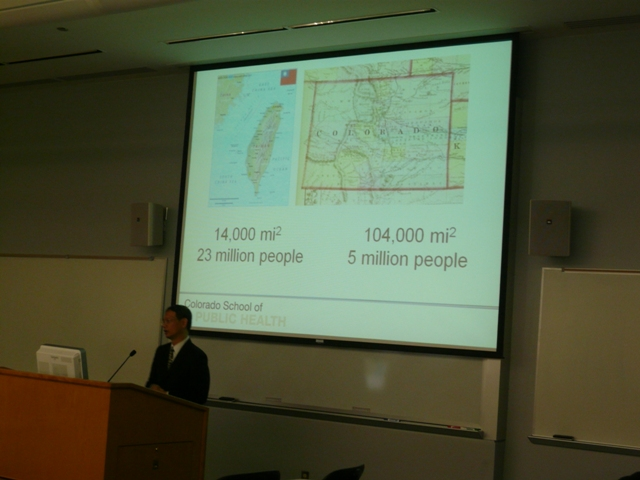 COLORADO
K
14,000 mi²
23 million people
104,000 mi²
5 million people
Colorado School of
PUBLIC HEALTH